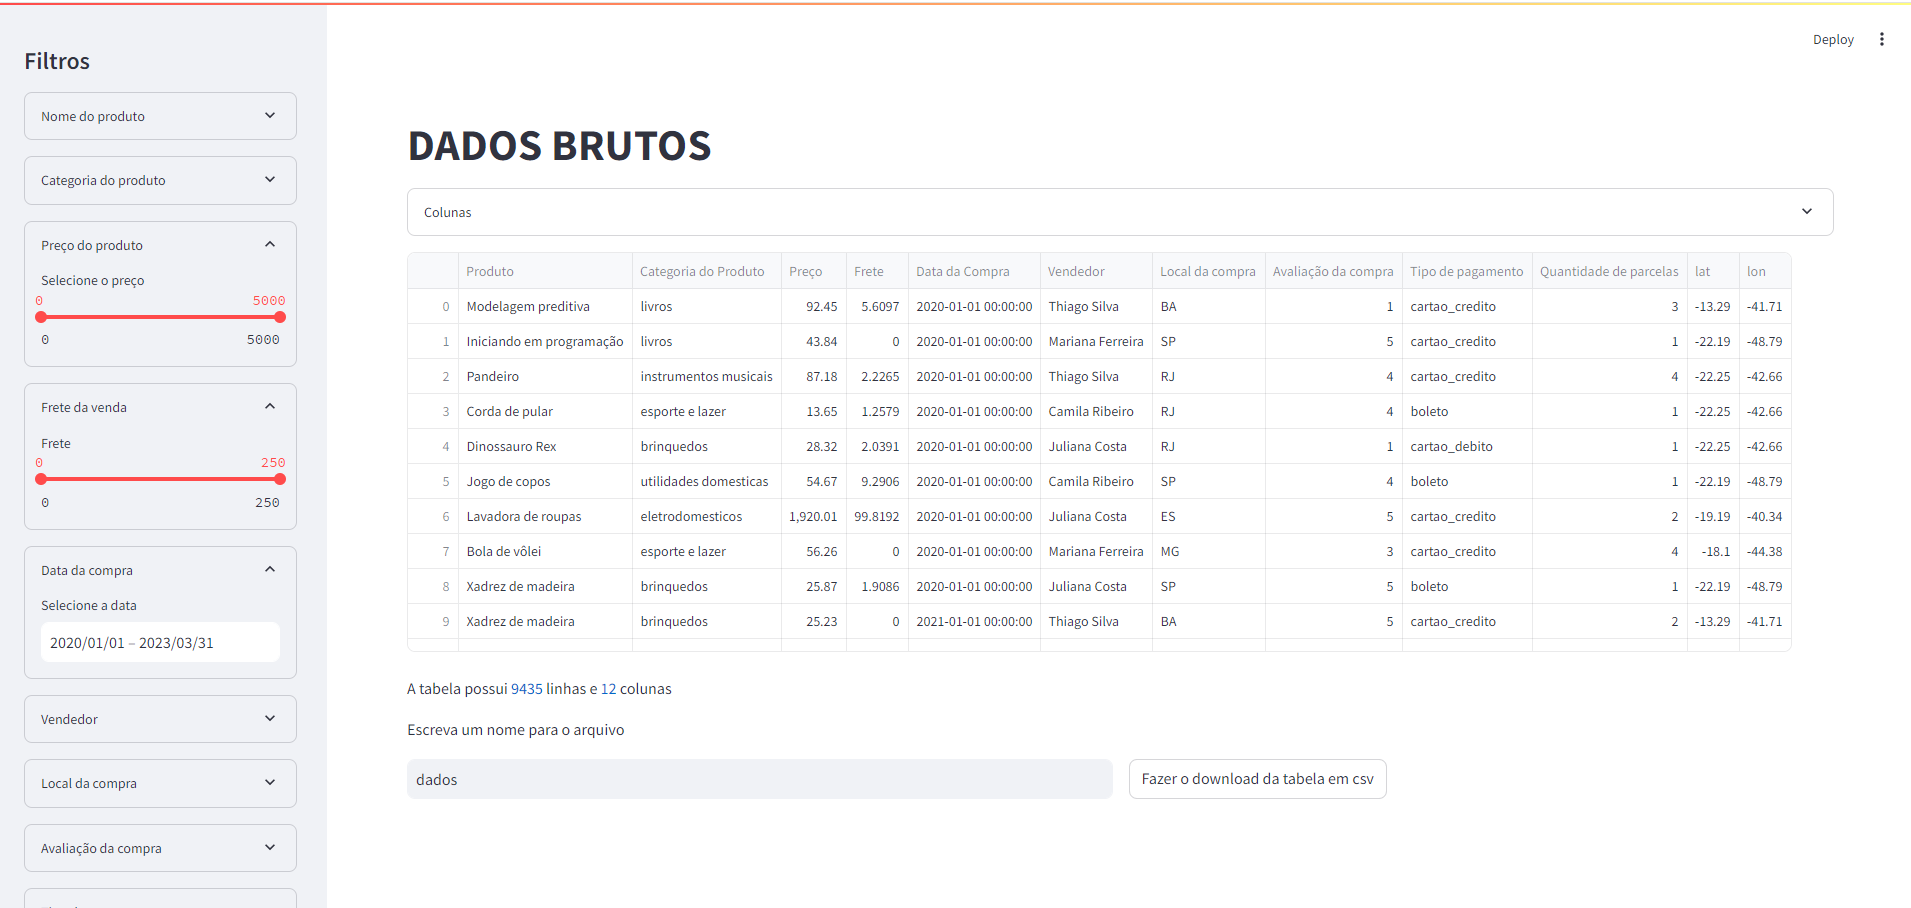 Deploy
Filtros
Nome do produto
Categoria do produto
Preço do produto
Selecione o preço
0 5000
0 5000
Frete da venda
Frete
0 250
0 250
Data da compra
Selecione a data
2020/01/01 – 2023/03/31
Vendedor
Local da compra
Avaliação da compra
DADOS BRUTOS
Colunas
Produto Categoria do Produto Preço Frete Data da Compra Vendedor Local da compra Avaliação da compra Tipo de pagamento Quantidade de parcelas lat lon
0 Modelagem preditiva livros 92.45 5.6097 2020-01-01 00:00:00 Thiago Silva BA 1 cartao_credito 3 -13.29 -41.71
1 Iniciando em programação livros 43.84 0 2020-01-01 00:00:00 Mariana Ferreira SP 5 cartao_credito 1 -22.19 -48.79
2 Pandeiro instrumentos musicais 87.18 2.2265 2020-01-01 00:00:00 Thiago Silva RJ 4 cartao_credito 4 -22.25 -42.66
3 Corda de pular esporte e lazer 13.65 1.2579 2020-01-01 00:00:00 Camila Ribeiro RJ 4 boleto 1 -22.25 -42.66
4 Dinossauro Rex brinquedos 28.32 2.0391 2020-01-01 00:00:00 Juliana Costa RJ 1 cartao_debito 1 -22.25 -42.66
5 Jogo de copos utilidades domesticas 54.67 9.2906 2020-01-01 00:00:00 Camila Ribeiro SP 4 boleto 1 -22.19 -48.79
6 Lavadora de roupas eletrodomesticos 1,920.01 99.8192 2020-01-01 00:00:00 Juliana Costa ES 5 cartao_credito 2 -19.19 -40.34
7 Bola de vôlei esporte e lazer 56.26 0 2020-01-01 00:00:00 Mariana Ferreira MG 3 cartao_credito 4 -18.1 -44.38
8 Xadrez de madeira brinquedos 25.87 1.9086 2020-01-01 00:00:00 Juliana Costa SP 5 boleto 1 -22.19 -48.79
9 Xadrez de madeira brinquedos 25.23 0 2021-01-01 00:00:00 Thiago Silva BA 5 cartao_credito 2 -13.29 -41.71
A tabela possui 9435 linhas e 12 colunas
Escreva um nome para o arquivo
dados
Fazer o download da tabela em csv